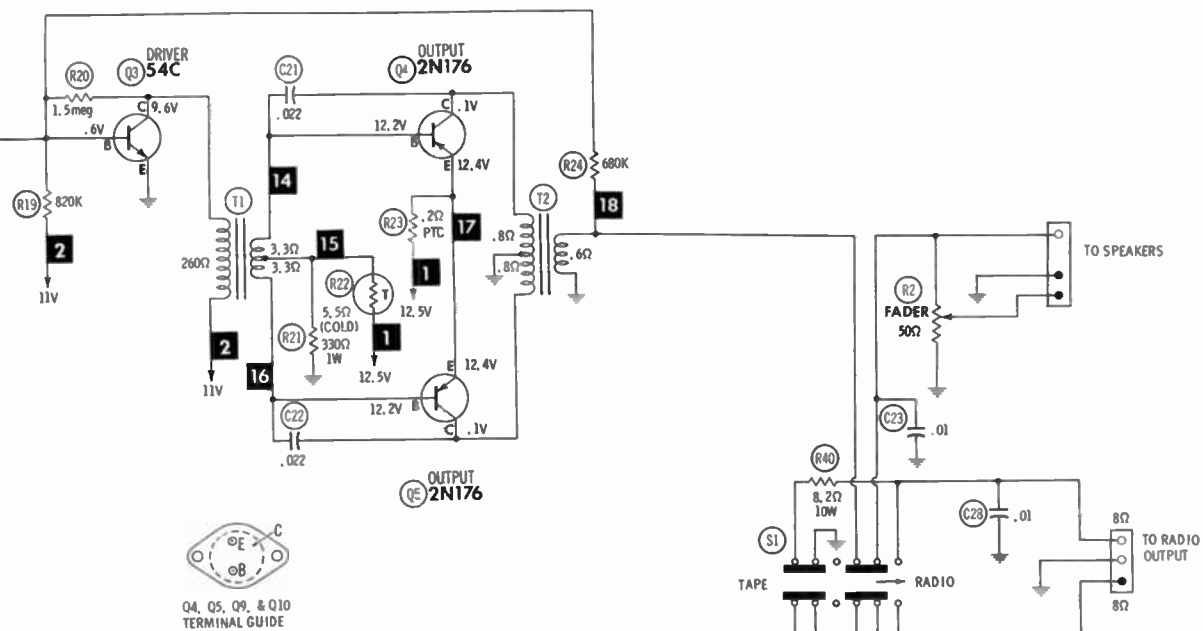 DRIVER
Q3 54C
OUTPUT
Q4 2N176
R20
1.5meg
C 9.6V
.6V
B
E
C21
.022
C .1V
12.2V
B
E 12.4V
R24 680K
R19 820K
2
11V
14
T1
260Ω
3.3Ω
3.3Ω
15
R22 T
5.5Ω
(COLD)
R21 330Ω
1W
1
12.5V
R23 .2Ω
PTC
17
1
12.5V
T2
.8Ω
.8Ω
.6Ω
18
2
11V
16
E 12.4V
12.2V
B
C .1V
C22
.022
OUTPUT
Q5 2N176
TO SPEAKERS
R2
FADER
50Ω
C23 .01
R40
8.2Ω
10W
C28 .01
S1
TAPE
RADIO
8Ω
TO RADIO
OUTPUT
8Ω
C
E
B
Q4, Q5, Q9, & Q10
TERMINAL GUIDE